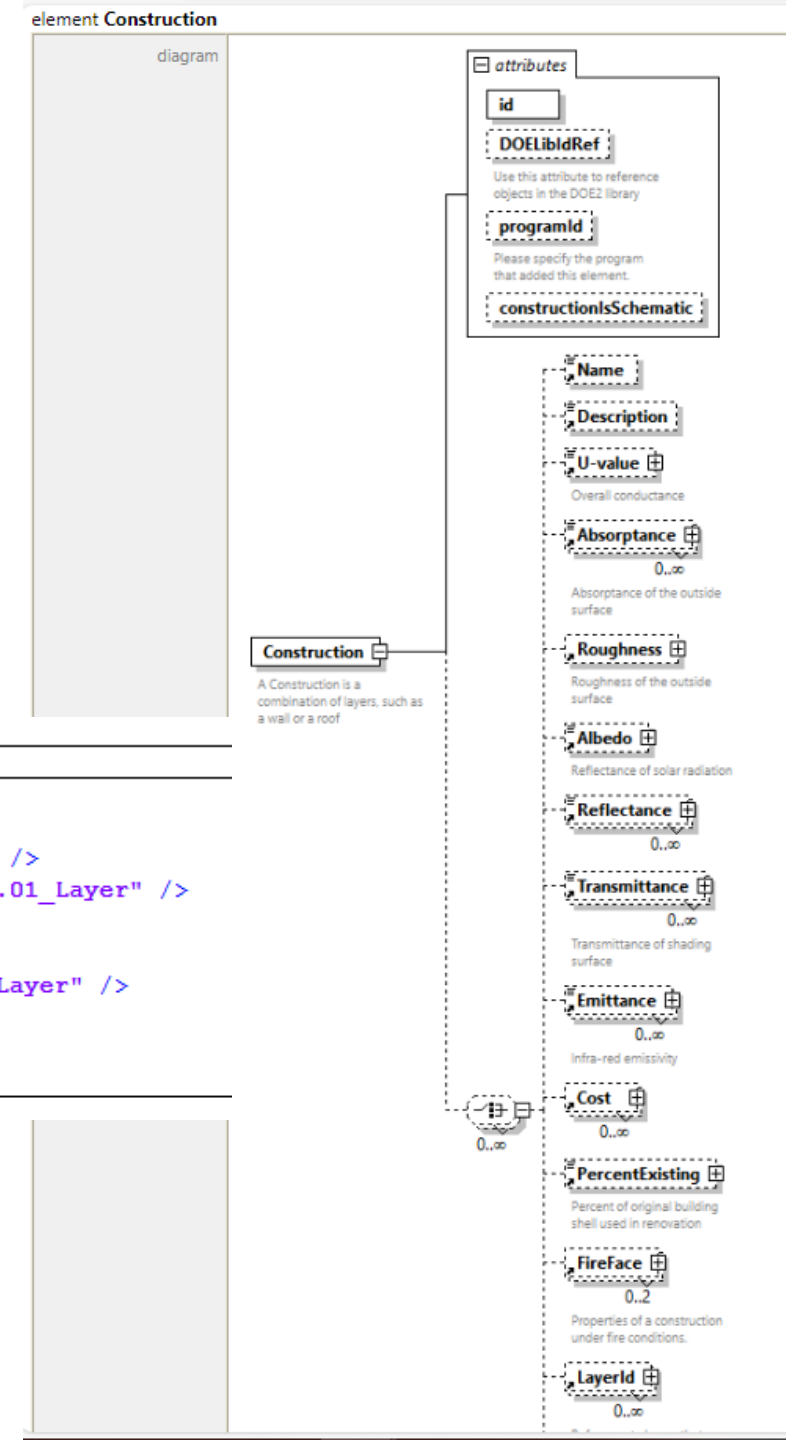 element Construction
diagram
attributes
id
DOELibIdRef
Use this attribute to reference
objects in the DOE2 library
programId
Please specify the program
that added this element.
constructionIsSchematic
Name
Description
U-value
Overall conductance
Absorptance
0..∞
Absorptance of the outside
surface
Construction
A Construction is a
combination of layers, such as
a wall or a roof
Roughness
Roughness of the outside
surface
Albedo
Reflectance of solar radiation
Reflectance
0..∞
/>
.01_Layer" />
Layer" />
Transmittance
0..∞
Transmittance of shading
surface
Emittance
0..∞
Infra-red emissivity
Cost
0..∞
0..∞
PercentExisting
Percent of original building
shell used in renovation
FireFace
0..2
Properties of a construction
under fire conditions.
LayerId
0..∞